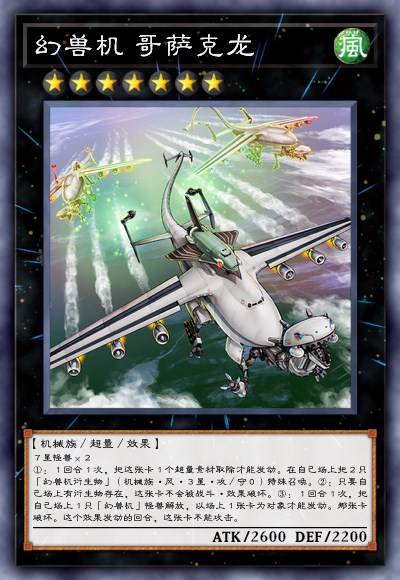 幻兽机 哥萨克龙
風
【机械族／超量／效果】
７星怪兽×２
①：１回合１次，把这张卡１个超量素材取除才能发动。在自己场上把２只
「幻兽机衍生物」（机械族·风·３星·攻／守０）特殊召唤。②：只要自
己场上有衍生物存在，这张卡不会被战斗·效果破坏。③：１回合１次，把
自己场上１只「幻兽机」怪兽解放，以场上１张卡为对象才能发动。那张卡
破坏。这个效果发动的回合，这张卡不能攻击。
ATK/2600 DEF/2200